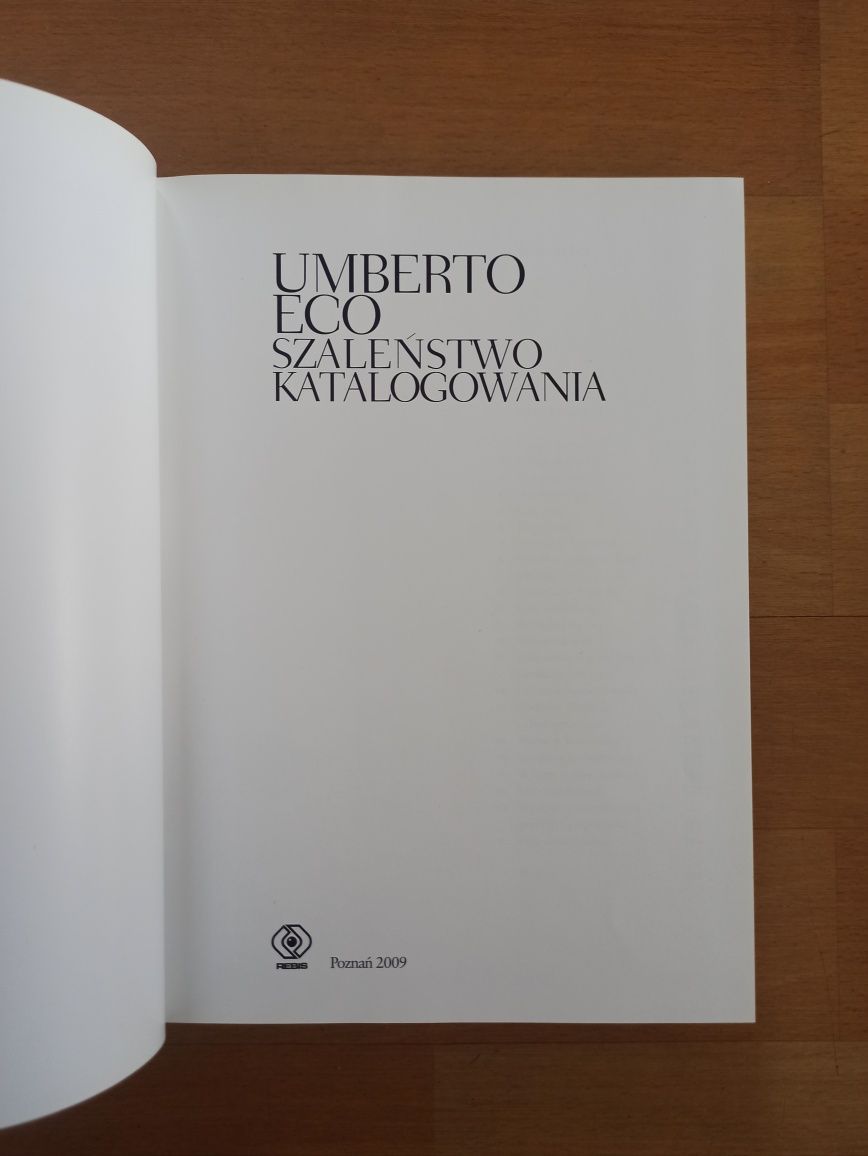 UMBERTO
ECO
SZALEŃSTWO
KATALOGOWANIA
REBIS
Poznań 2009